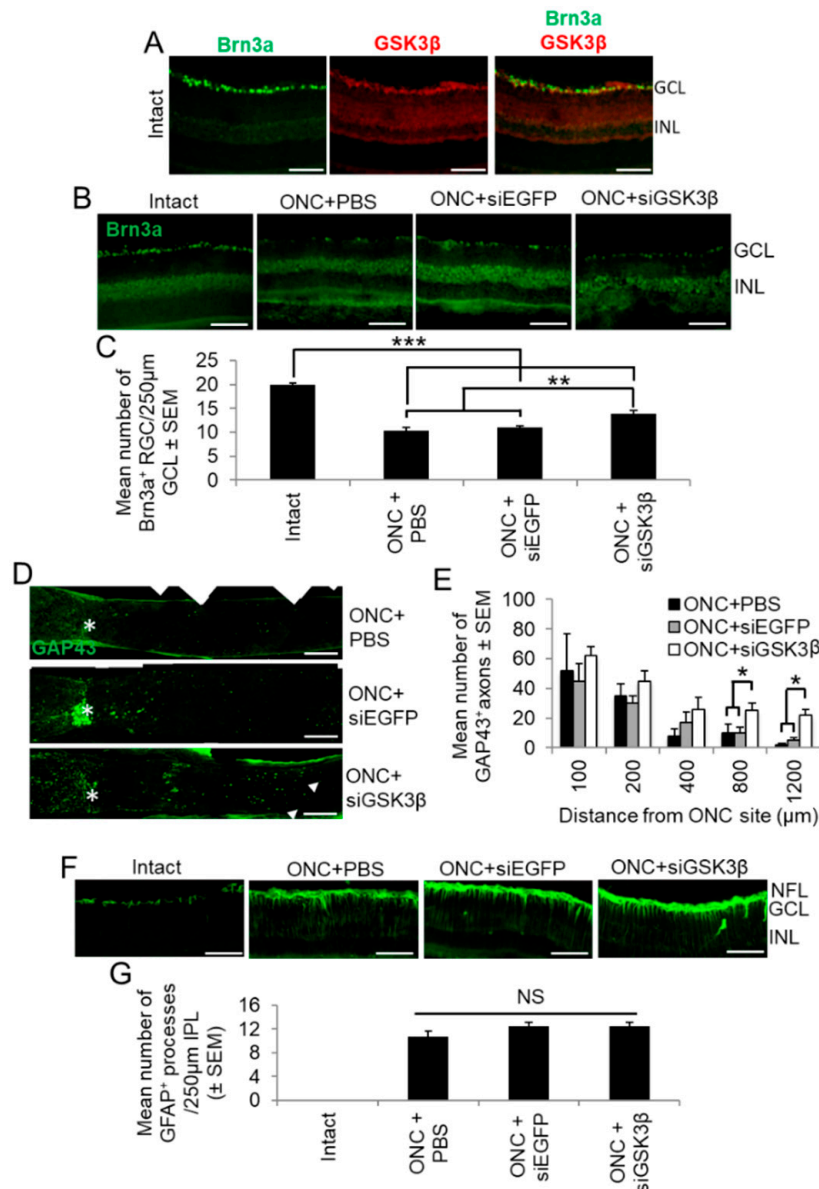 A
Brn3a
GSK3β
Brn3a
GSK3β
Intact
GCL
INL
B
Intact
ONC+PBS
ONC+siEGFP
ONC+siGSK3β
Brn3a
GCL
INL
C
Mean number of
Brn3a⁺ RGC/250µm
GCL ± SEM
25
20
15
10
5
0
***
**
Intact
ONC +
PBS
ONC +
siEGFP
ONC +
siGSK3β
D
GAP43
*
ONC+
PBS
*
ONC+
siEGFP
*
ONC+
siGSK3β
E
Mean number of
GAP43⁺axons ± SEM
100
80
60
40
20
0
ONC+PBS
ONC+siEGFP
ONC+siGSK3β
*
*
100
200
400
800
1200
Distance from ONC site (µm)
F
Intact
ONC+PBS
ONC+siEGFP
ONC+siGSK3β
NFL
GCL
INL
G
Mean number of
GFAP⁺ processes
/250µm IPL
(± SEM)
16
12
8
4
0
NS
Intact
ONC +
PBS
ONC +
siEGFP
ONC +
siGSK3β